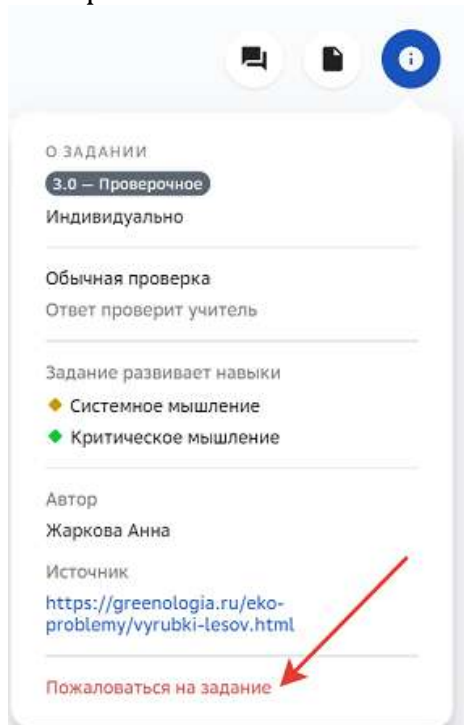 О ЗАДАНИИ
3.0 — Проверочное
Индивидуально
Обычная проверка
Ответ проверит учитель
Задание развивает навыки
Системное мышление
Критическое мышление
Автор
Жаркова Анна
Источник
https://greenologia.ru/eko-
problemy/vyrubki-lesov.html
Пожаловаться на задание